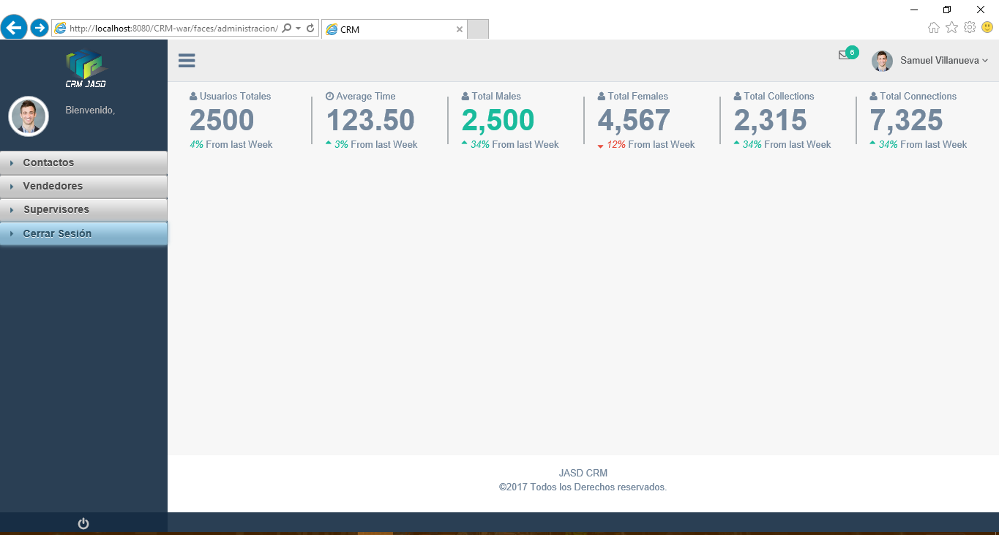 http://localhost:8080/CRM-war/faces/administracion/
CRM
CRM JASD
Bienvenido,
Contactos
Vendedores
Supervisores
Cerrar Sesión
6
Samuel Villanueva
Usuarios Totales
2500
4% From last Week
Average Time
123.50
3% From last Week
Total Males
2,500
34% From last Week
Total Females
4,567
12% From last Week
Total Collections
2,315
34% From last Week
Total Connections
7,325
34% From last Week
JASD CRM
©2017 Todos los Derechos reservados.